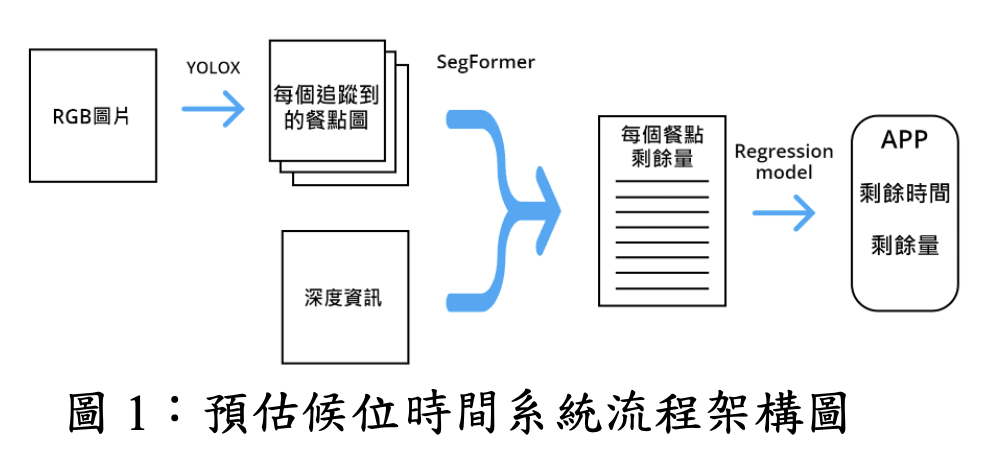 RGB圖片
YOLOX
每個追蹤到
的餐點圖
SegFormer
深度資訊
每個餐點
剩餘量
Regression
model
APP
剩餘時間
剩餘量
圖 1：預估候位時間系統流程架構圖